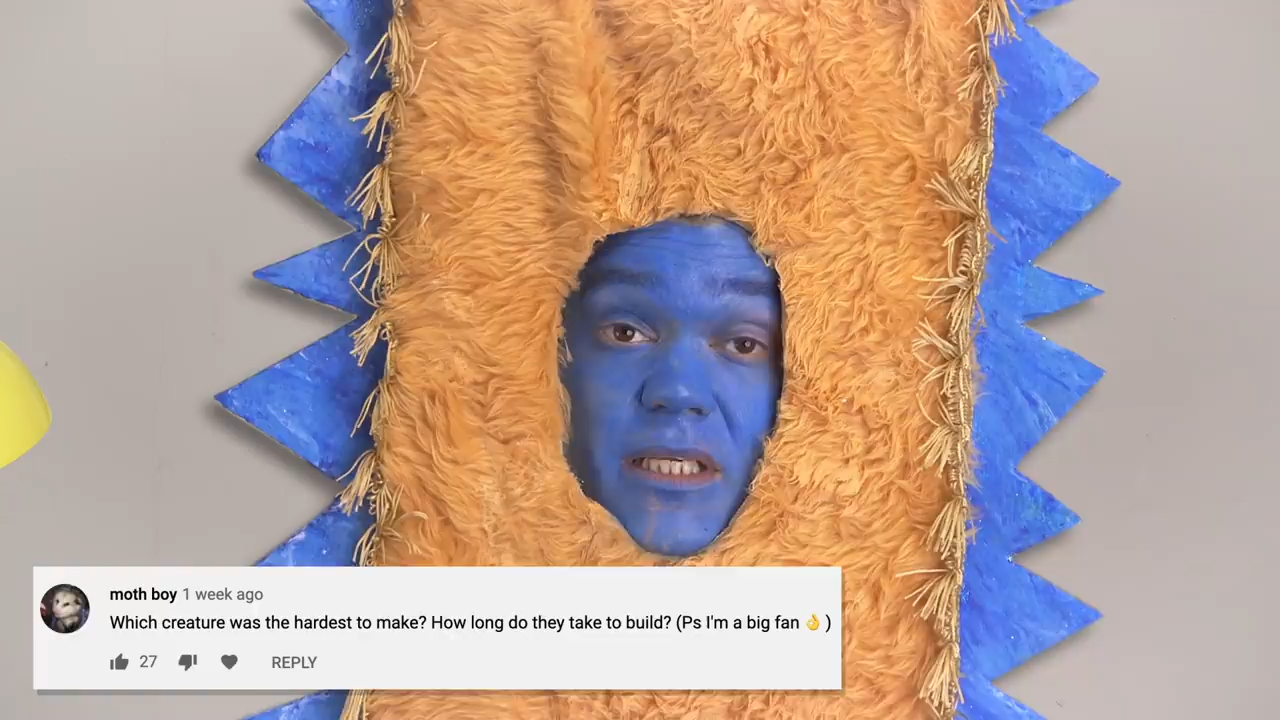 moth boy 1 week ago
Which creature was the hardest to make? How long do they take to build? (Ps I'm a big fan 👌)
27 REPLY